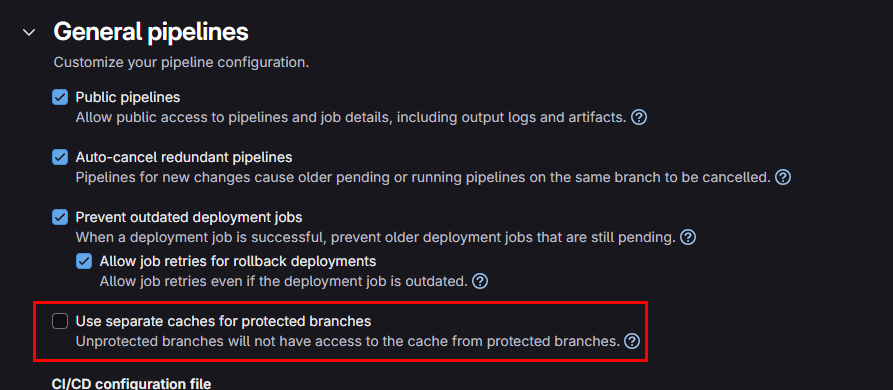 General pipelines
Customize your pipeline configuration.
Public pipelines
Allow public access to pipelines and job details, including output logs and artifacts.
Auto-cancel redundant pipelines
Pipelines for new changes cause older pending or running pipelines on the same branch to be cancelled.
Prevent outdated deployment jobs
When a deployment job is successful, prevent older deployment jobs that are still pending.
Allow job retries for rollback deployments
Allow job retries even if the deployment job is outdated.
Use separate caches for protected branches
Unprotected branches will not have access to the cache from protected branches.
CI/CD configuration file